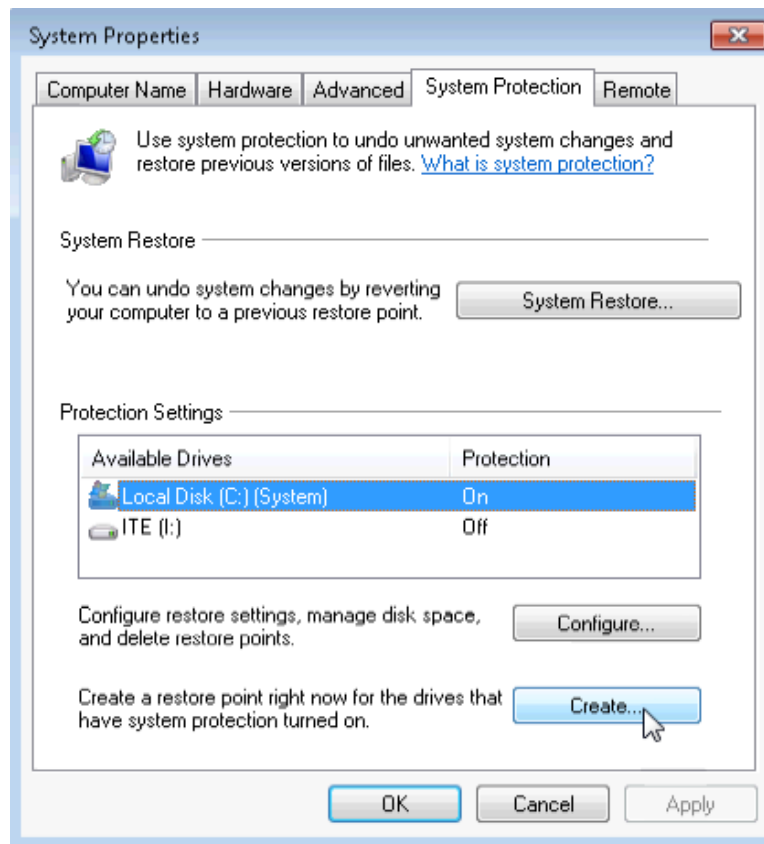 System Properties
Computer Name Hardware Advanced System Protection Remote
Use system protection to undo unwanted system changes and
restore previous versions of files. What is system protection?
System Restore
You can undo system changes by reverting
your computer to a previous restore point.
System Restore...
Protection Settings
Available Drives Protection
Local Disk (C:) (System) On
ITE (I:) Off
Configure restore settings, manage disk space,
and delete restore points.
Configure...
Create a restore point right now for the drives that
have system protection turned on.
Create...
OK Cancel Apply